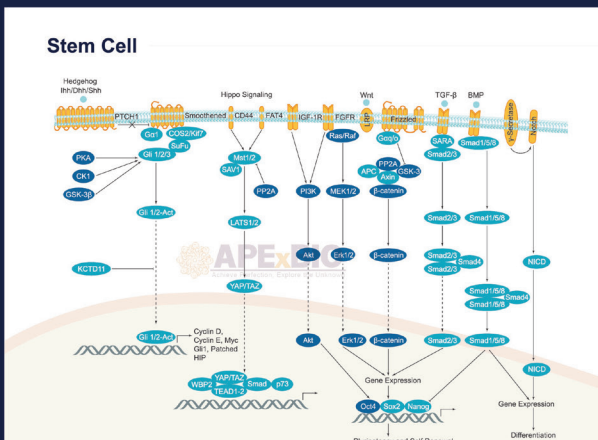 Stem Cell
Hedgehog
Ihh/Dhh/Shh
Hippo Signaling
Wnt
TGF-β
BMP
PTCH1
Smoothened
CD44
FAT4
IGF-1R
FGFR
LRP
Frizzled
γ-Secretase
Notch
Gα1
COS2/Kif7
SuFu
Ras/Raf
Gαq/o
SARA
Smad2/3
Smad1/5/8
PKA
CK1
GSK-3β
Gli 1/2/3
Mst1/2
SAV1
PP2A
PI3K
MEK1/2
PP2A
APC
Axin
GSK-3
β-catenin
Gli 1/2-Act
LATS1/2
Smad2/3
Smad1/5/8
KCTD11
APExBIO
YAP/TAZ
Akt
Erk1/2
β-catenin
Smad2/3
Smad2/3
Smad4
NICD
Smad1/5/8
Smad1/5/8
Smad4
Gli 1/2-Act
Cyclin D,
Cyclin E, Myc
Gli1, Patched
HIP
Akt
Erk1/2
β-catenin
Smad2/3
Smad1/5/8
NICD
WBP2
YAP/TAZ
TEAD1-2
Smad
p73
Gene Expression
Oct4
Sox2
Nanog
Gene Expression
Differentiation